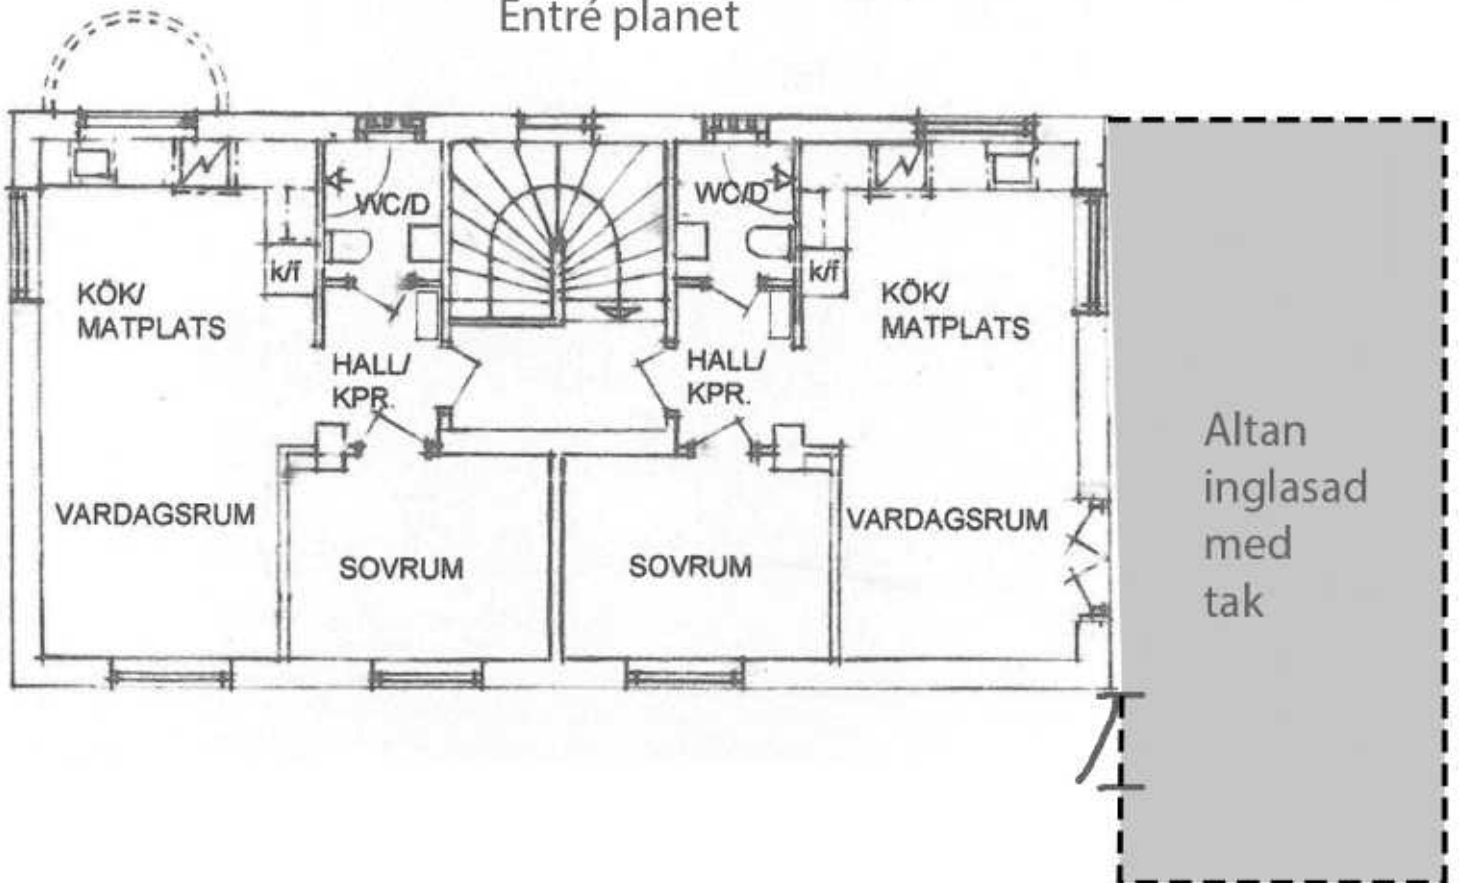 Entré planet
WC/D
WC/D
k/f
k/f
KÖK/
MATPLATS
KÖK/
MATPLATS
HALL/
KPR.
HALL/
KPR.
VARDAGSRUM
SOVRUM
SOVRUM
VARDAGSRUM
Altan
inglasad
med
tak